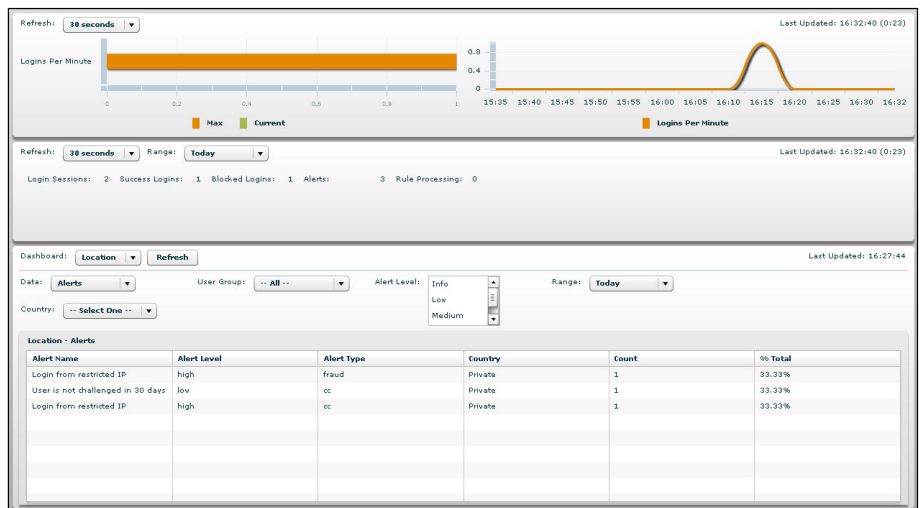 Refresh: 30 seconds Last Updated: 16:32:40 (0:23)
Logins Per Minute
0 0.2 0.4 0.6 0.8 1
Max Current
0.8
0.4
0
15:35 15:40 15:45 15:50 15:55 16:00 16:05 16:10 16:15 16:20 16:25 16:30 16:32
Logins Per Minute
Refresh: 30 seconds Range: Today Last Updated: 16:32:40 (0:23)
Login Sessions: 2 Success Logins: 1 Blocked Logins: 1 Alerts: 3 Rule Processing: 0
Dashboard: Location Refresh Last Updated: 16:27:44
Data: Alerts User Group: -- All -- Alert Level: Info Range: Today
Low
Medium
Country: -- Select One --
Location - Alerts
Alert Name Alert Level Alert Type Country Count % Total
Login from restricted IP high fraud Private 1 33.33%
User is not challenged in 30 days low cc Private 1 33.33%
Login from restricted IP high cc Private 1 33.33%